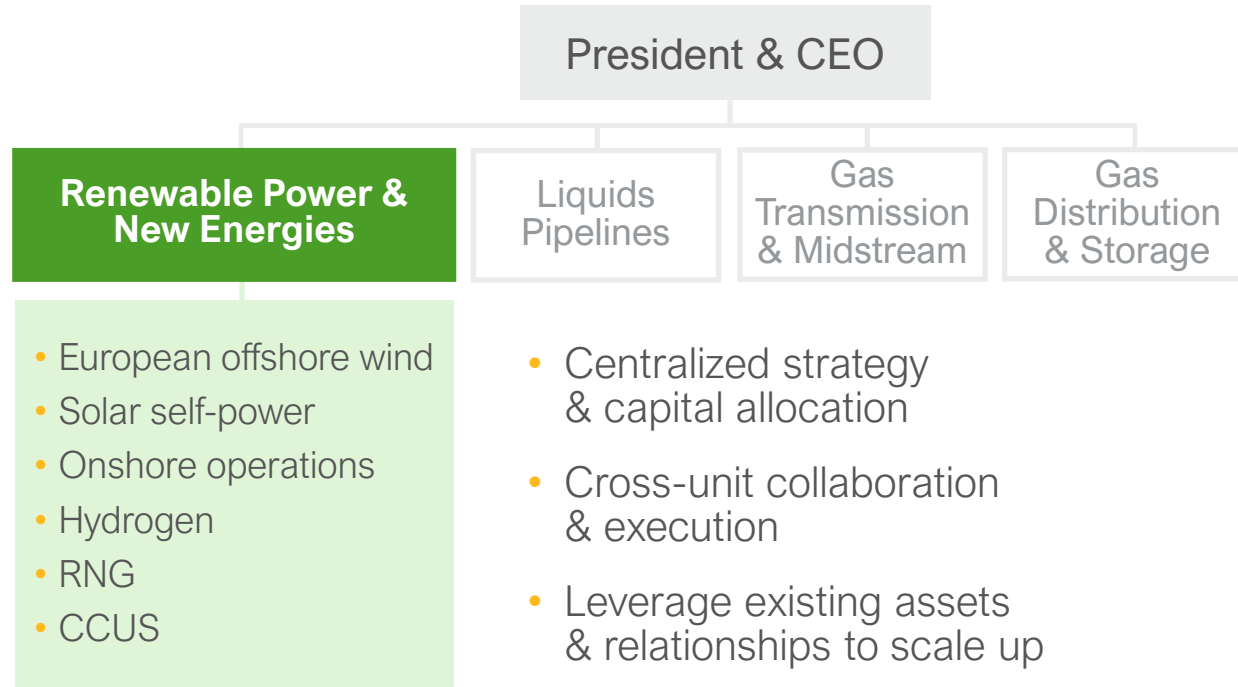 President & CEO
Renewable Power &
New Energies
Liquids
Pipelines
Gas
Transmission
& Midstream
Gas
Distribution
& Storage
• European offshore wind
• Solar self-power
• Onshore operations
• Hydrogen
• RNG
• CCUS
• Centralized strategy
& capital allocation
• Cross-unit collaboration
& execution
• Leverage existing assets
& relationships to scale up